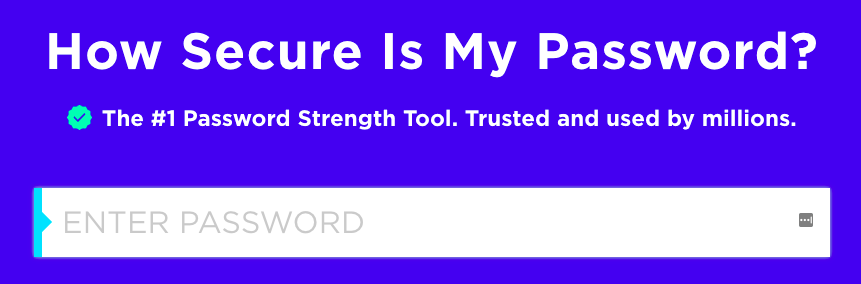 How Secure Is My Password?
The #1 Password Strength Tool. Trusted and used by millions.
ENTER PASSWORD